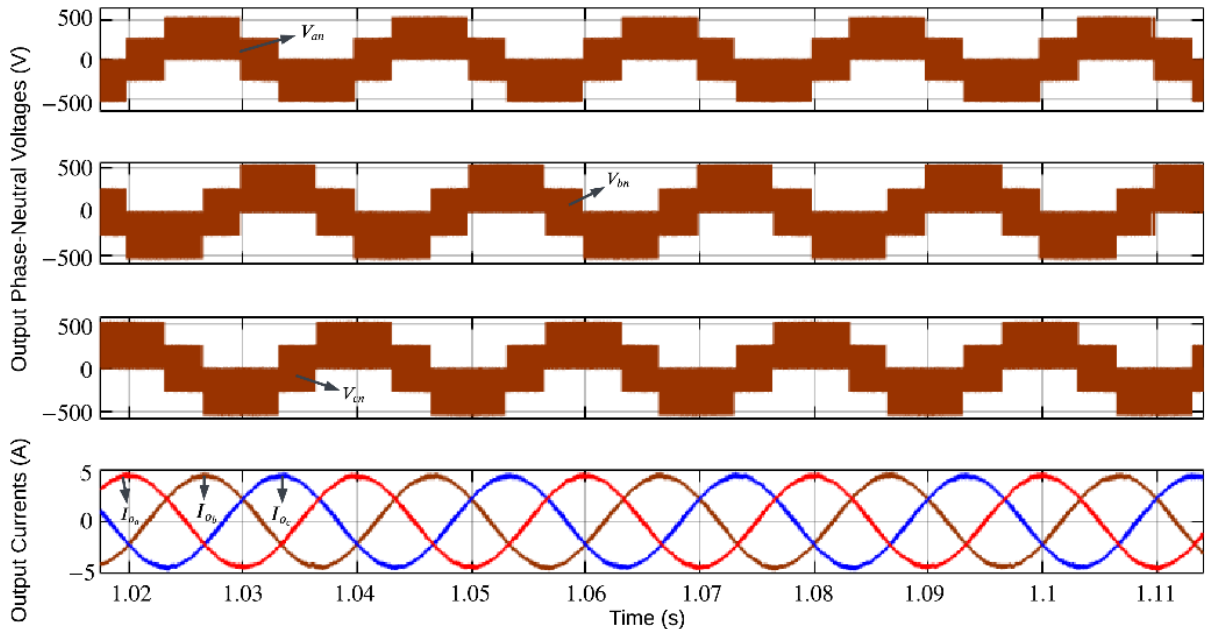 Output Phase-Neutral Voltages (V)
500
0
−500
Van
500
0
−500
Vbn
500
0
−500
Vcn
Output Currents (A)
5
0
−5
Ioa
Iob
Ioc
1.02 1.03 1.04 1.05 1.06 1.07 1.08 1.09 1.1 1.11
Time (s)